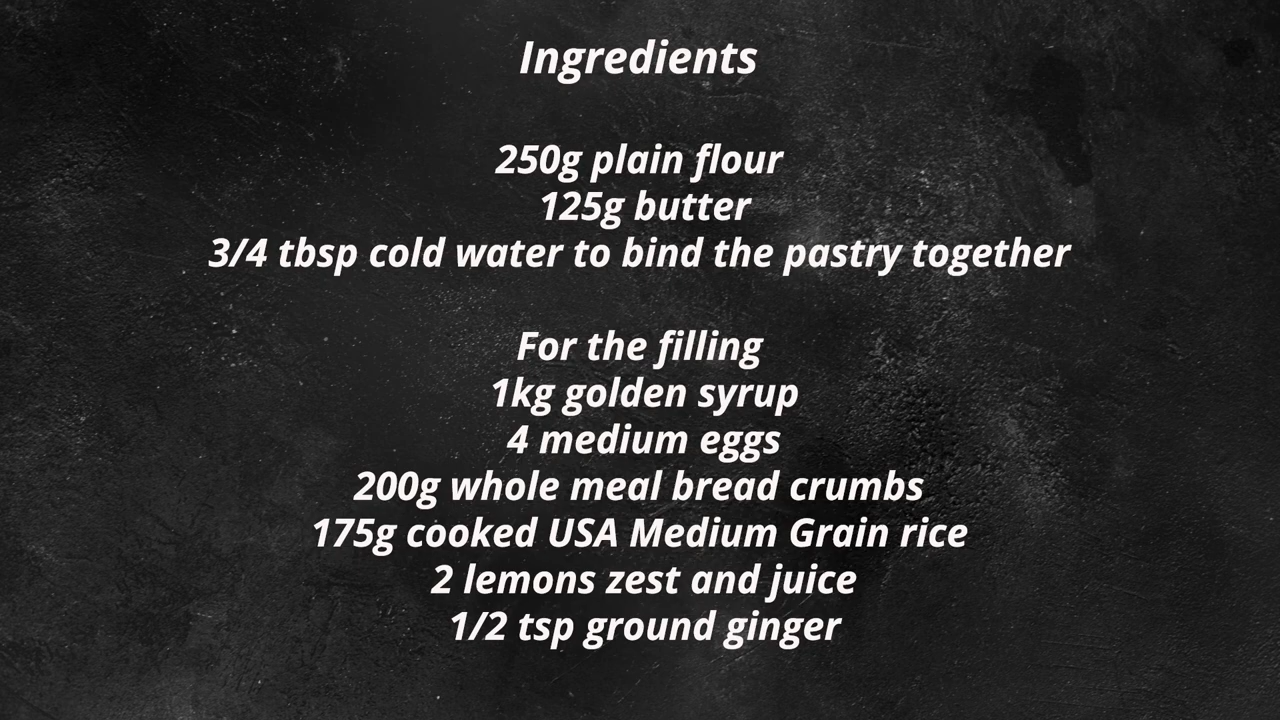 Ingredients
250g plain flour
125g butter
3/4 tbsp cold water to bind the pastry together
For the filling
1kg golden syrup
4 medium eggs
200g whole meal bread crumbs
175g cooked USA Medium Grain rice
2 lemons zest and juice
1/2 tsp ground ginger